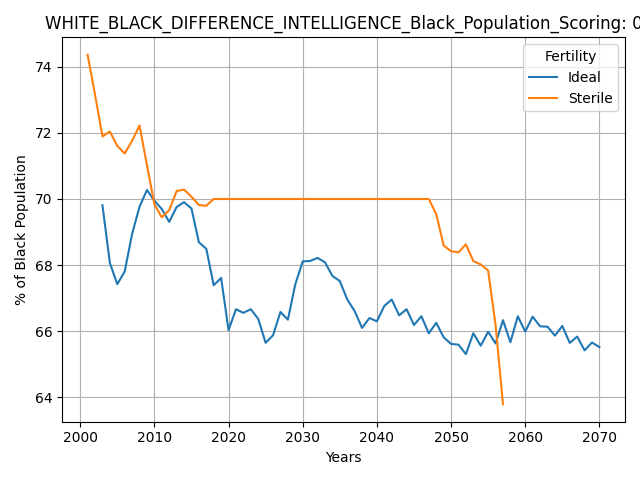 WHITE_BLACK_DIFFERENCE_INTELLIGENCE_Black_Population_Scoring: 0
Fertility
Ideal
Sterile
% of Black Population
74
72
70
68
66
64
2000 2010 2020 2030 2040 2050 2060 2070
Years